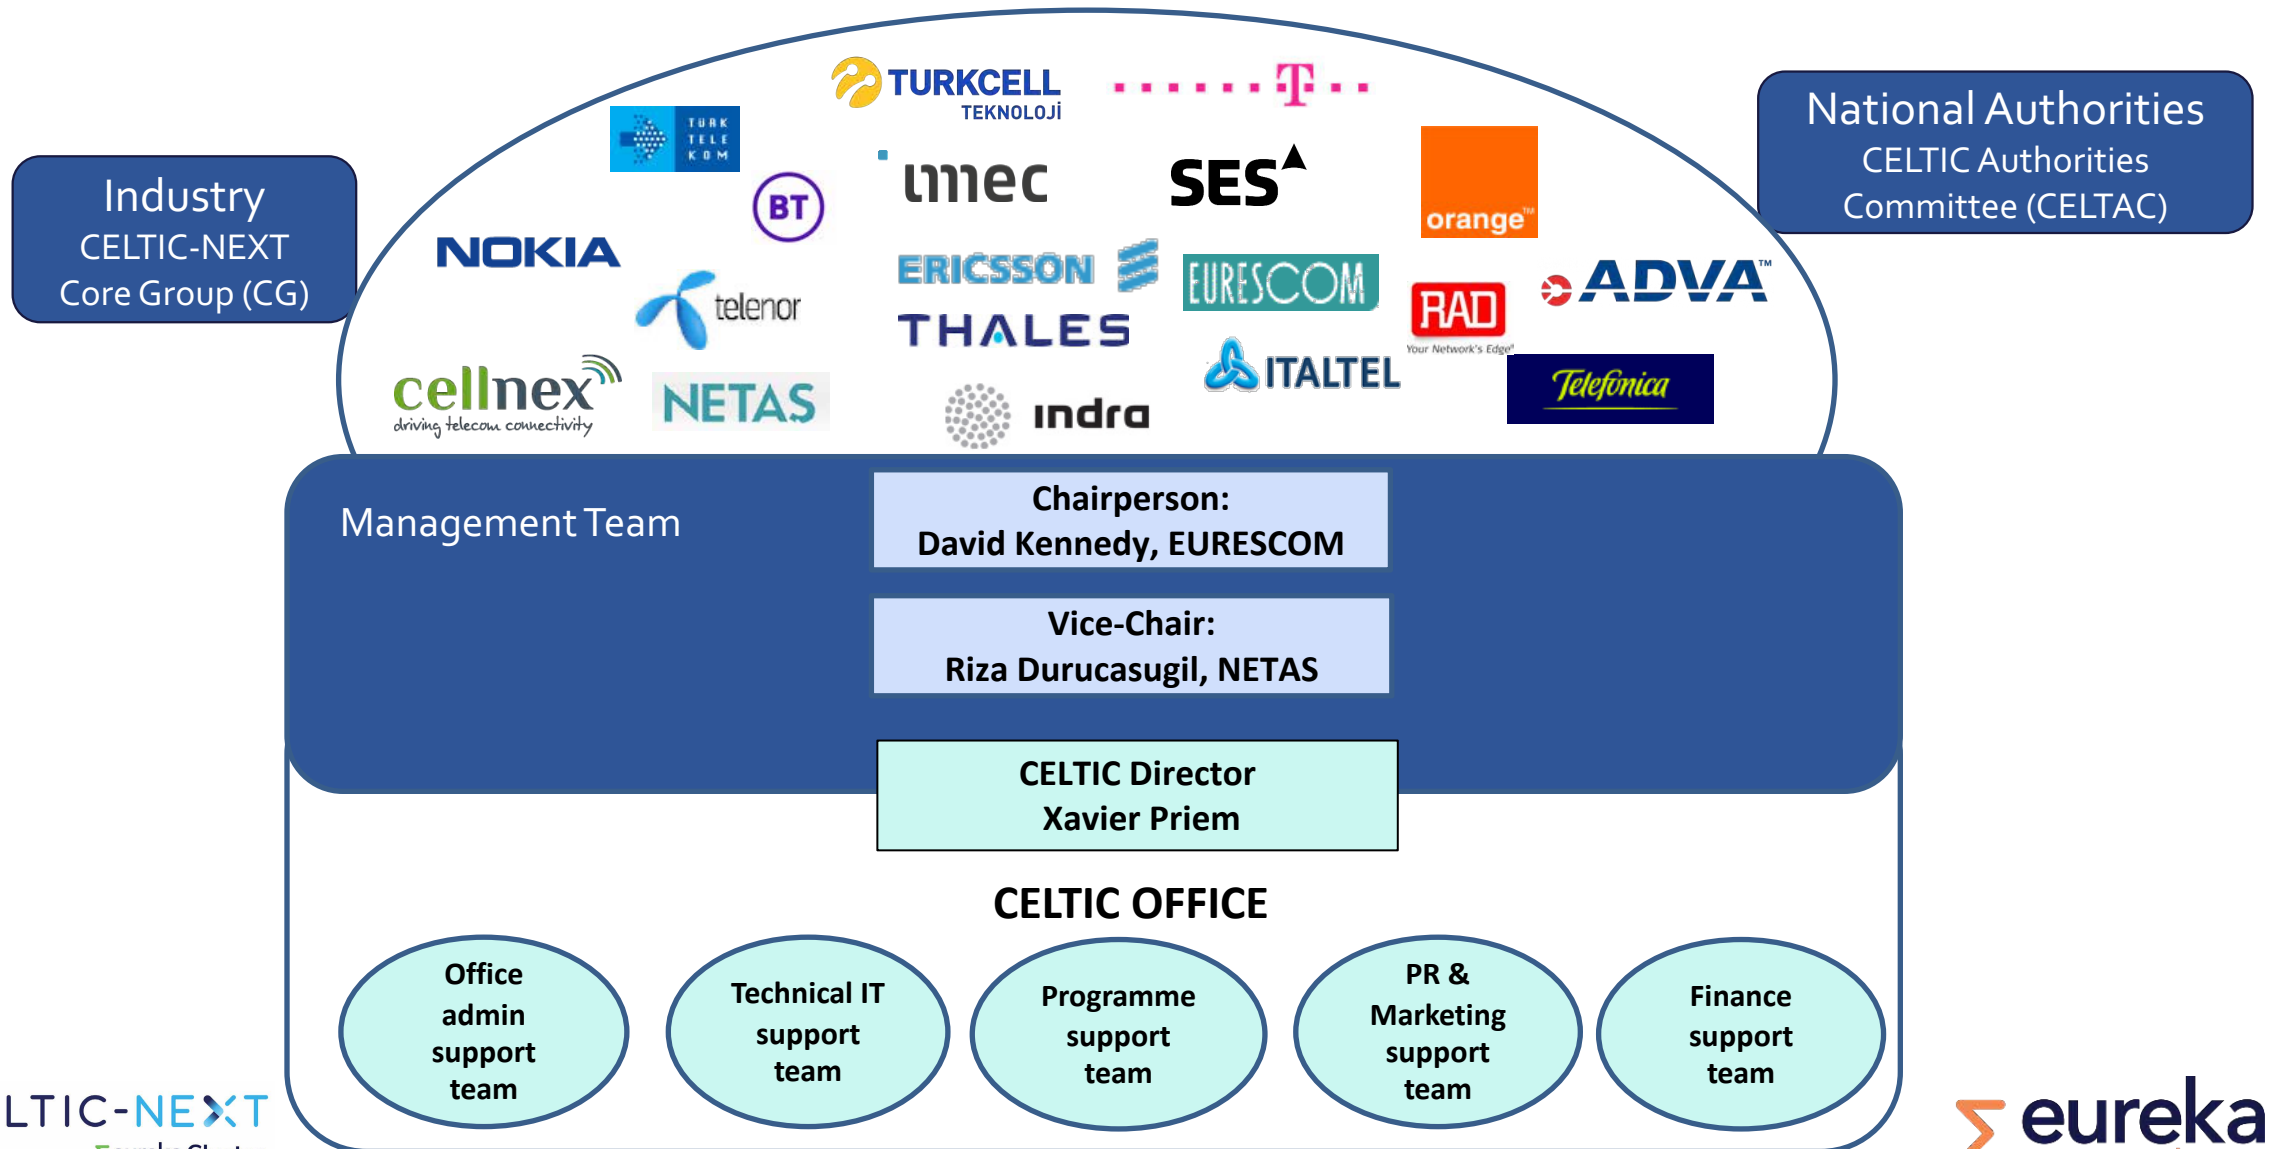 TURKCELL
TEKNOLOJİ
T
TÜRK
TELE
KOM
National Authorities
CELTIC Authorities
Committee (CELTAC)
Industry
CELTIC-NEXT
Core Group (CG)
BT
imec
SES
orange™
NOKIA
ERICSSON
EURESCOM
ADVA™
telenor
THALES
RAD
Your Network's Edge®
ITALTEL
cellnex
driving telecom connectivity
NETAS
indra
Telefónica
Management Team
Chairperson:
David Kennedy, EURESCOM
Vice-Chair:
Riza Durucasugil, NETAS
CELTIC Director
Xavier Priem
CELTIC OFFICE
Office
admin
support
team
Technical IT
support
team
Programme
support
team
PR &
Marketing
support
team
Finance
support
team
LTIC-NEXT
eureka